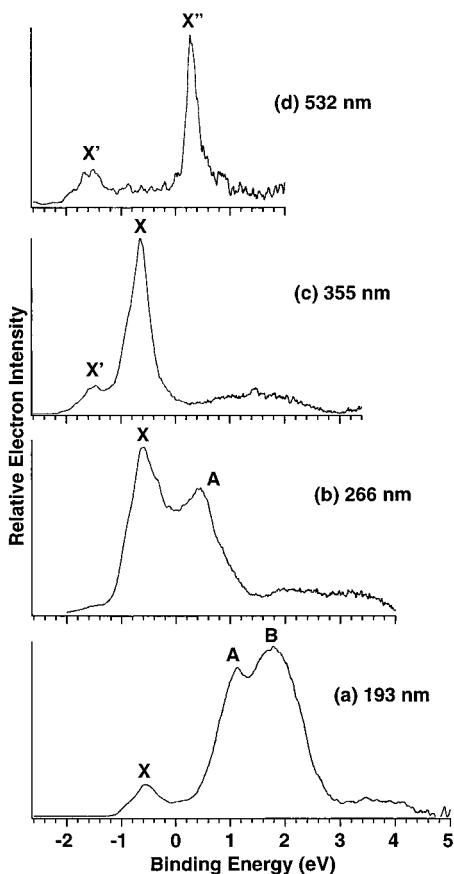 X"
(d) 532 nm
X'
X
(c) 355 nm
X'
X
A
(b) 266 nm
B
A
(a) 193 nm
X
Relative Electron Intensity
-2 -1 0 1 2 3 4 5
Binding Energy (eV)